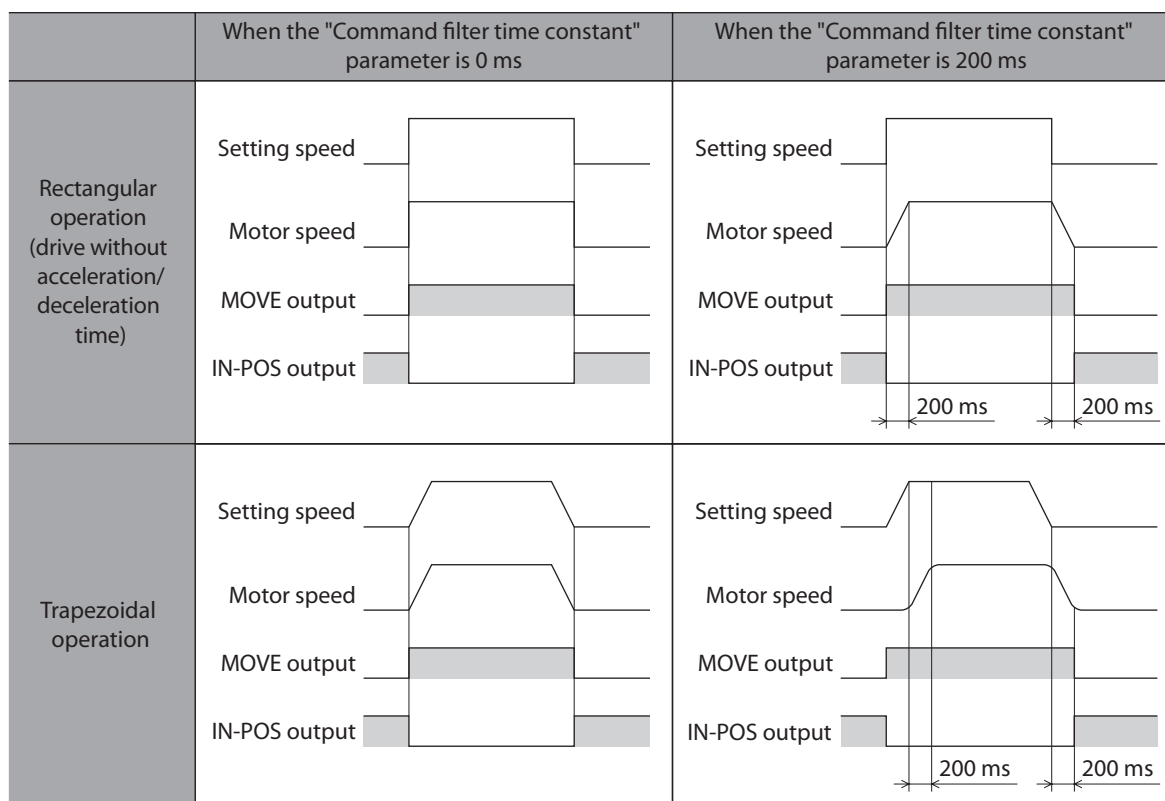 When the "Command filter time constant"
parameter is 0 ms
When the "Command filter time constant"
parameter is 200 ms
Rectangular
operation
(drive without
acceleration/
deceleration
time)
Setting speed
Motor speed
MOVE output
IN-POS output
Setting speed
Motor speed
MOVE output
IN-POS output
200 ms
200 ms
Trapezoidal
operation
Setting speed
Motor speed
MOVE output
IN-POS output
Setting speed
Motor speed
MOVE output
IN-POS output
200 ms
200 ms